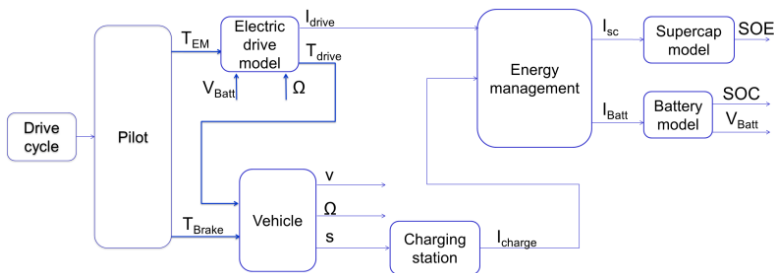 Drive
cycle
Pilot
T_EM
T_Brake
Electric
drive
model
V_Batt
Ω
I_drive
T_drive
Vehicle
v
Ω
s
Charging
station
I_charge
Energy
management
I_sc
I_Batt
Supercap
model
SOE
Battery
model
SOC
V_Batt